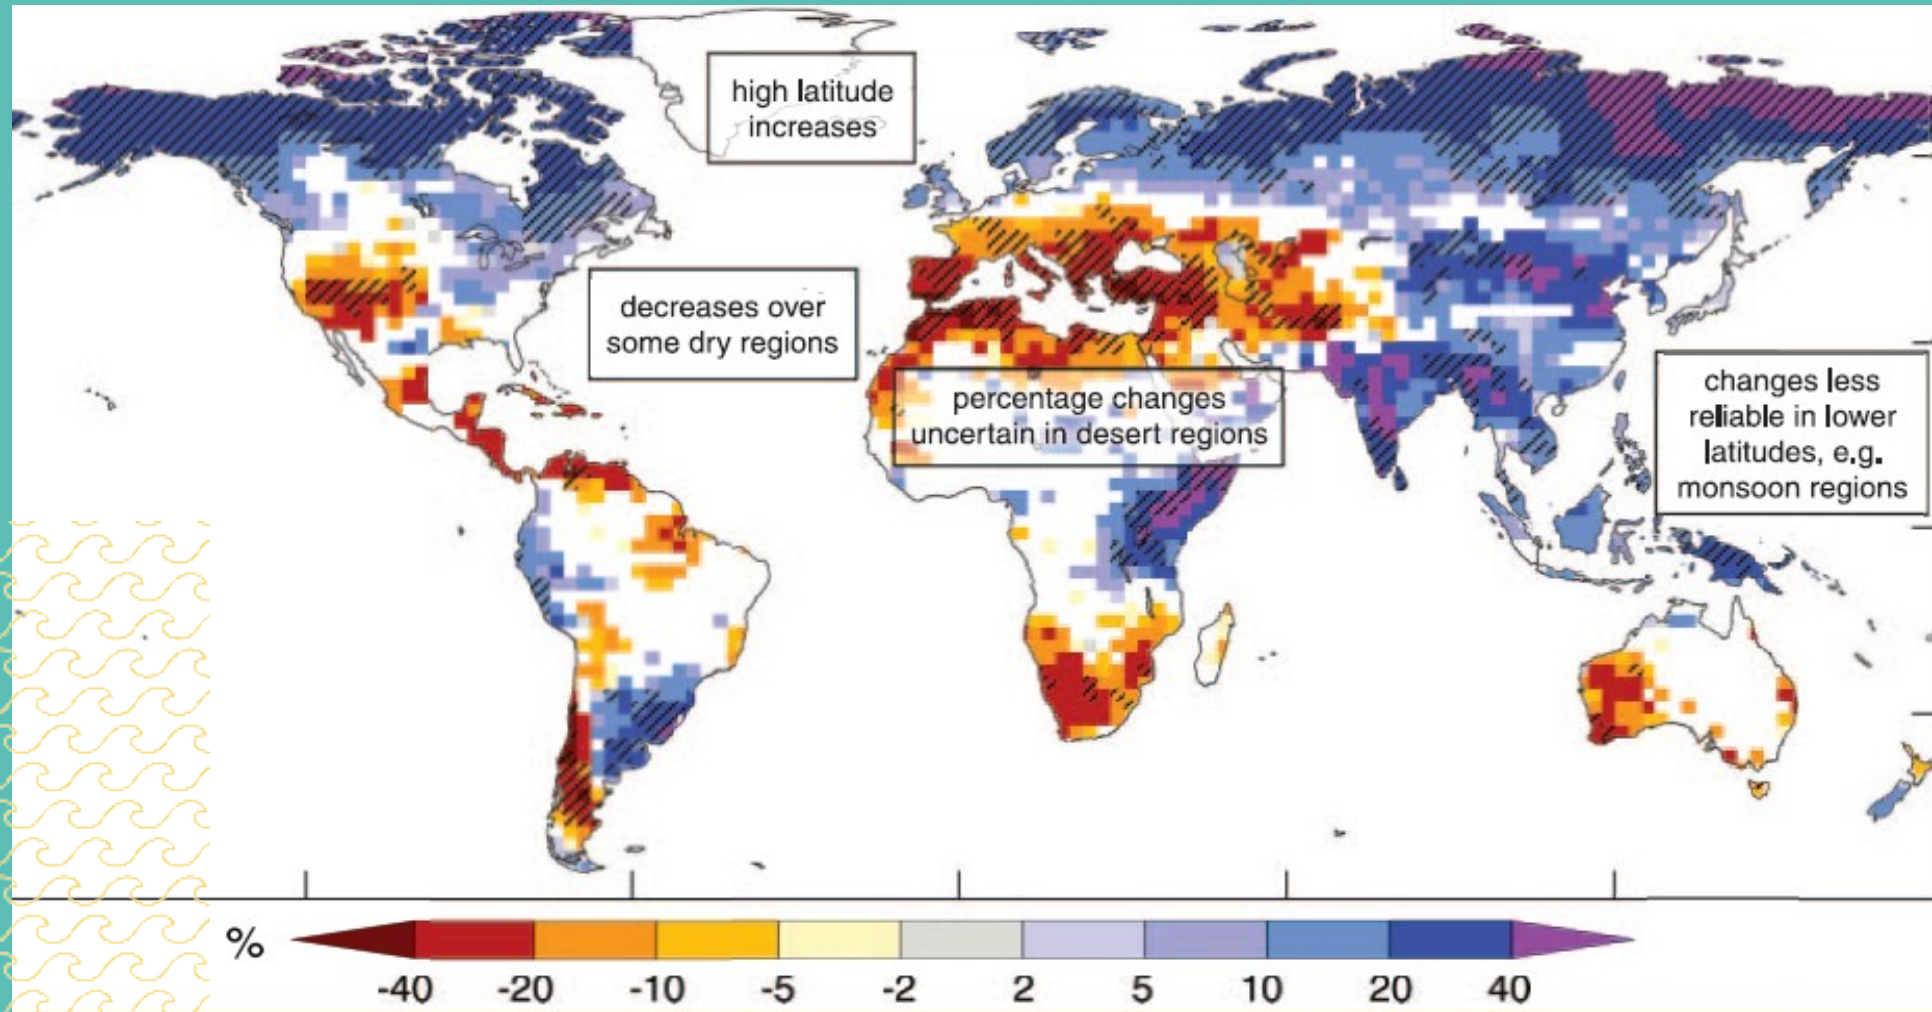 high latitude
increases
decreases over
some dry regions
percentage changes
uncertain in desert regions
changes less
reliable in lower
latitudes, e.g.
monsoon regions
%
-40 -20 -10 -5 -2 2 5 10 20 40